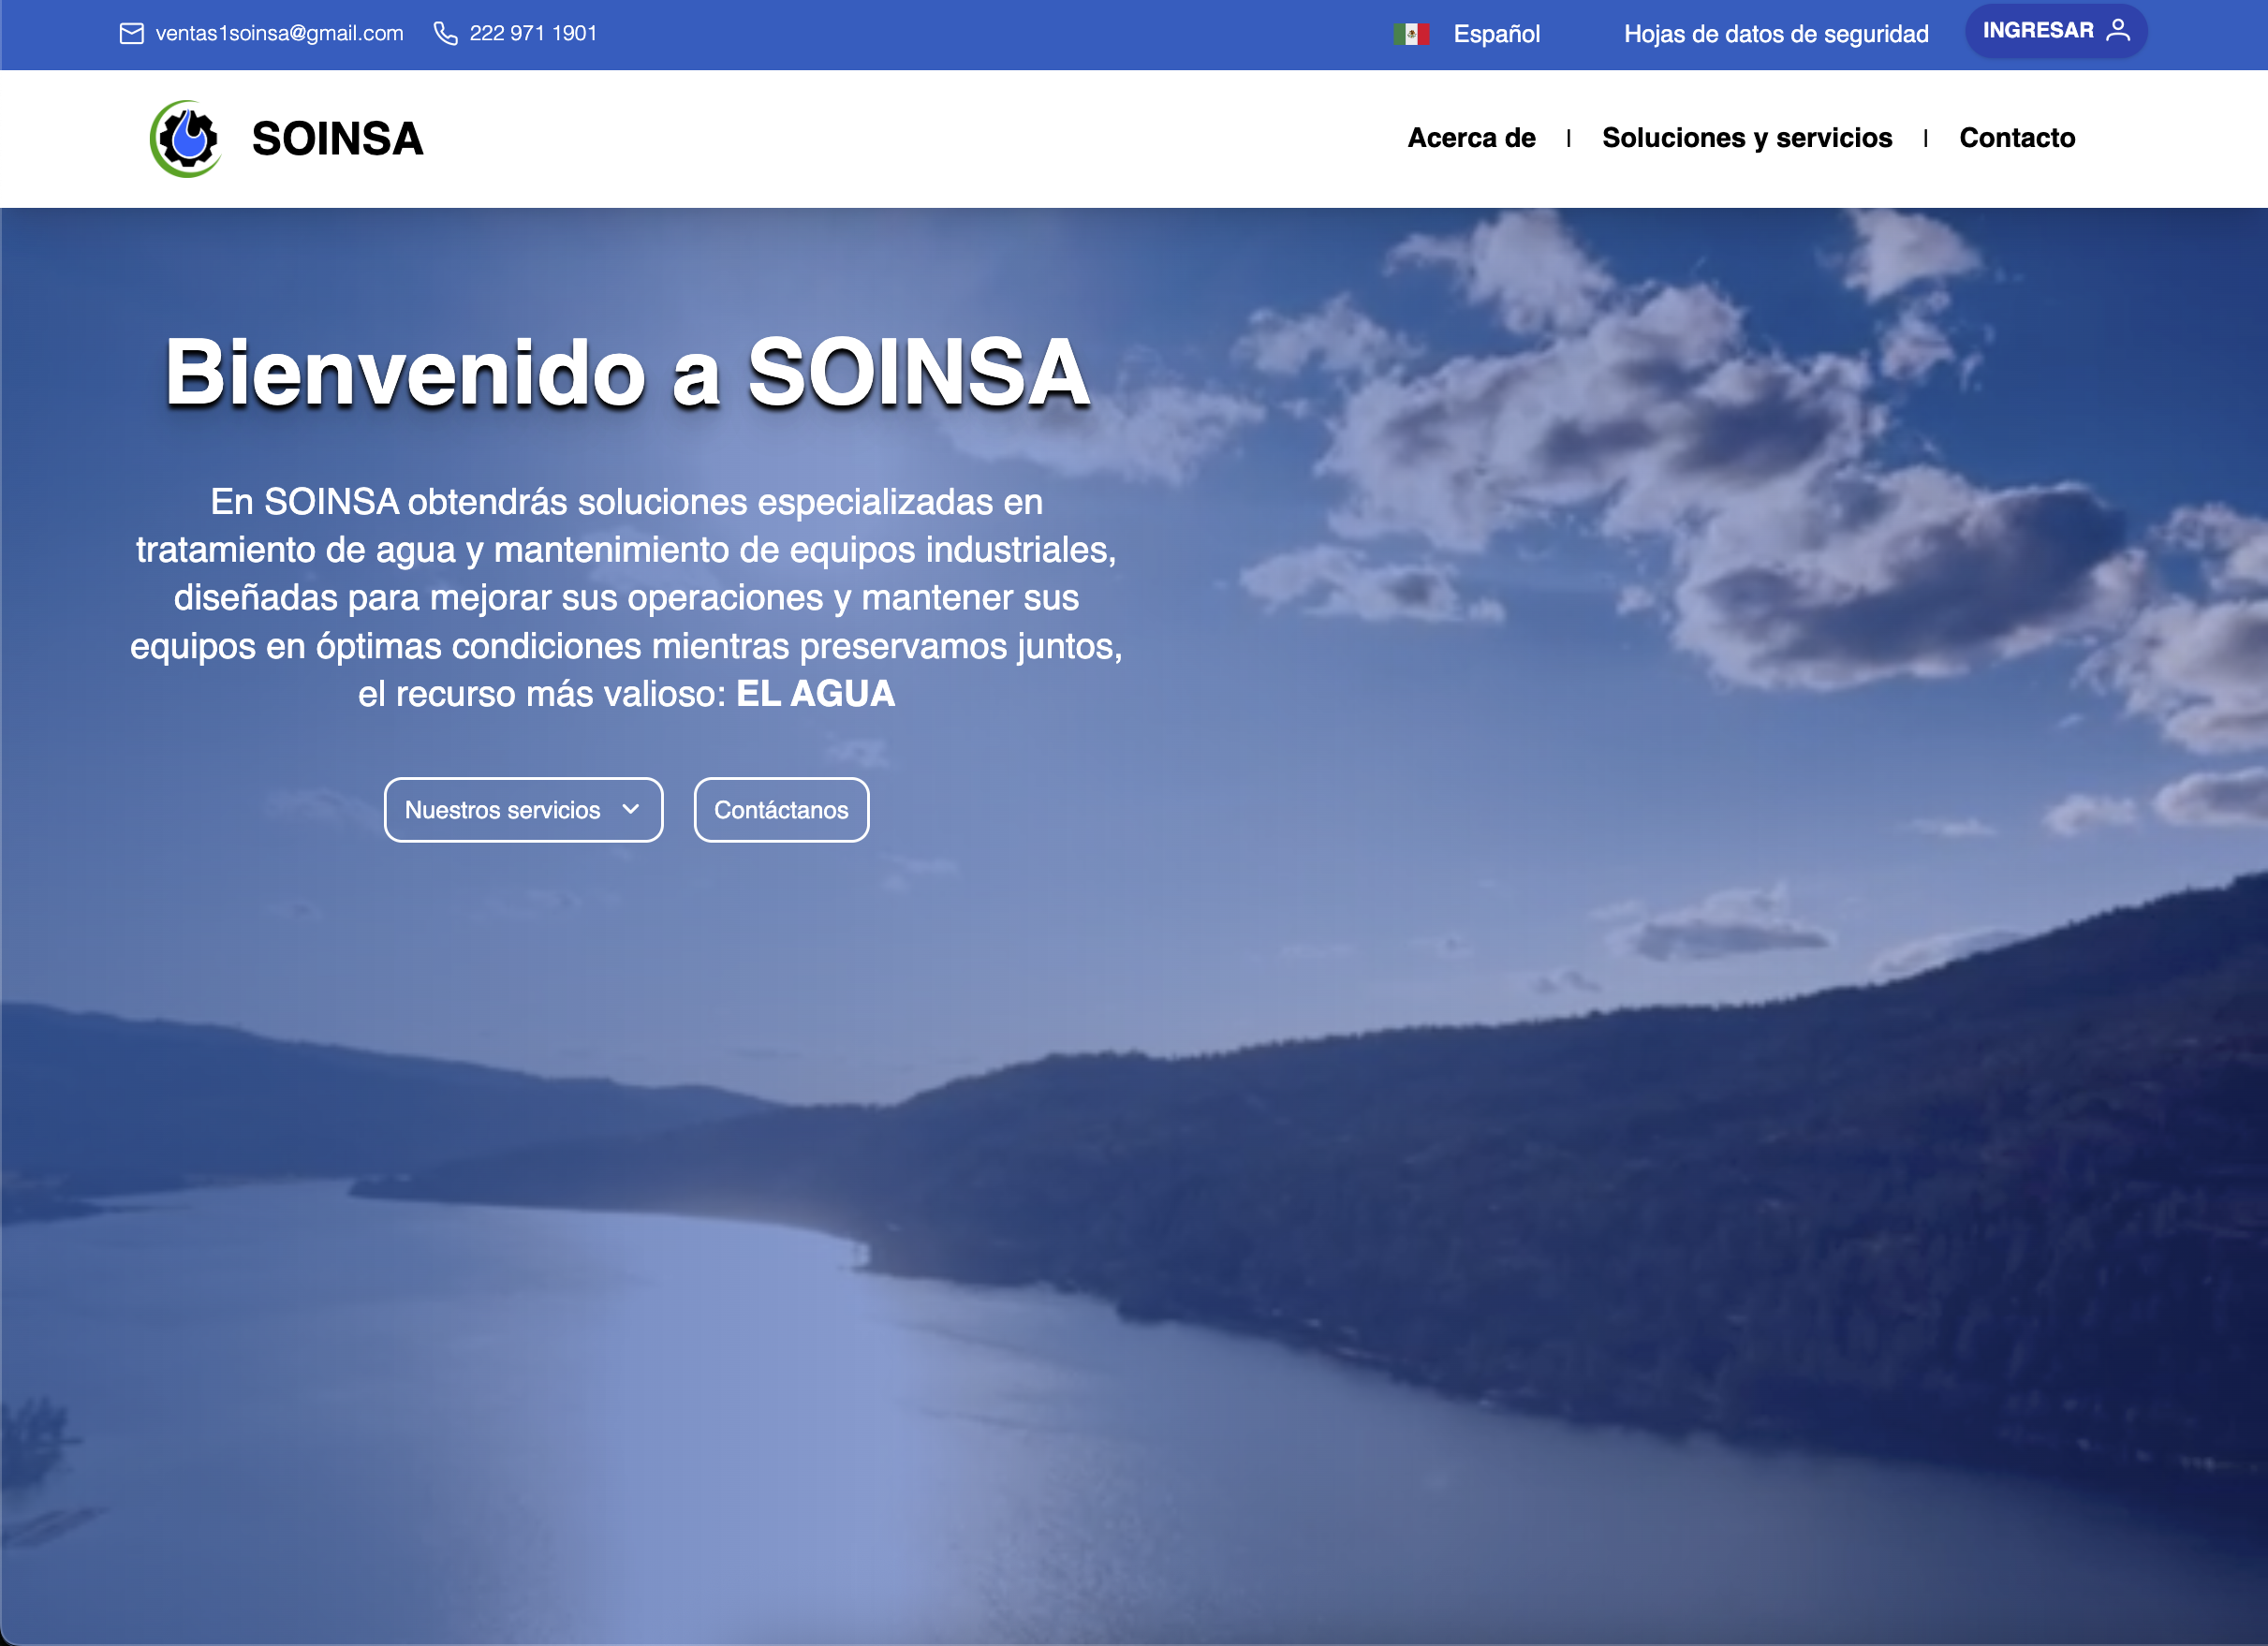 ventas1soinsa@gmail.com 222 971 1901 Español Hojas de datos de seguridad INGRESAR
SOINSA Acerca de | Soluciones y servicios | Contacto
Bienvenido a SOINSA
En SOINSA obtendrás soluciones especializadas en
tratamiento de agua y mantenimiento de equipos industriales,
diseñadas para mejorar sus operaciones y mantener sus
equipos en óptimas condiciones mientras preservamos juntos,
el recurso más valioso: EL AGUA
Nuestros servicios Contáctanos